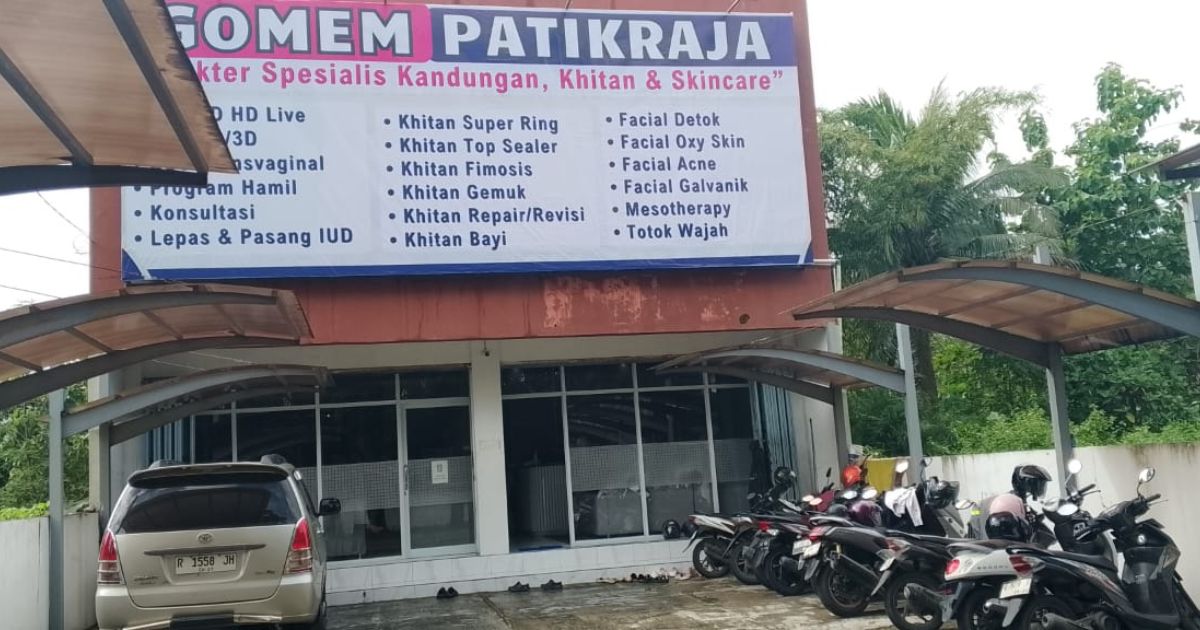 GOMEM PATIKRAJA
Spesialis Kandungan, Khitan & Skincare"
HD Live
3D
• Program Hamil
• Konsultasi
• Lepas & Pasang IUD
• Khitan Super Ring
• Khitan Top Sealer
• Khitan Fimosis
• Khitan Gemuk
• Khitan Repair/Revisi
• Khitan Bayi
• Facial Detok
• Facial Oxy Skin
• Facial Acne
• Facial Galvanik
• Mesotherapy
• Totok Wajah
R 1558 JH